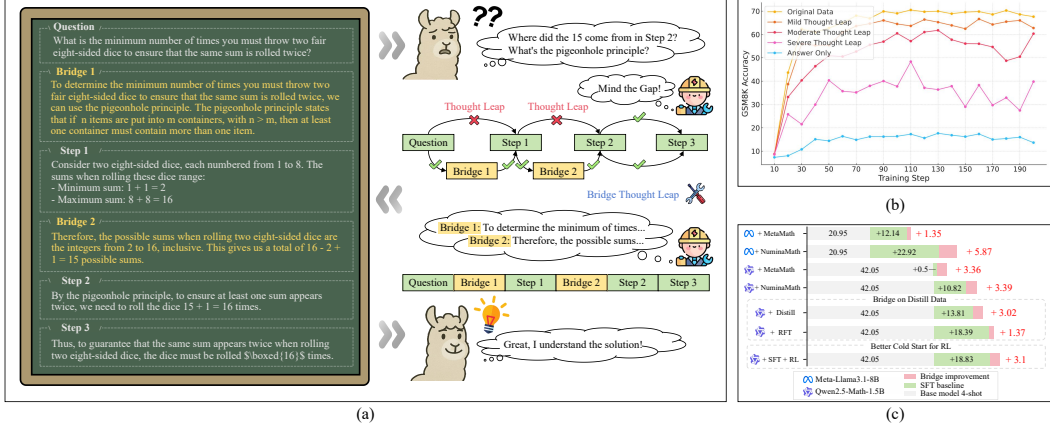 Question
What is the minimum number of times you must throw two fair
eight-sided dice to ensure that the same sum is rolled twice?
Bridge 1
To determine the minimum number of times you must throw two
fair eight-sided dice to ensure that the same sum is rolled twice, we
can use the pigeonhole principle. The pigeonhole principle states
that if n items are put into m containers, with n > m, then at least
one container must contain more than one item.
Step 1
Consider two eight-sided dice, each numbered from 1 to 8. The
sums when rolling these dice range:
- Minimum sum: 1 + 1 = 2
- Maximum sum: 8 + 8 = 16
Bridge 2
Therefore, the possible sums when rolling two eight-sided dice are
the integers from 2 to 16, inclusive. This gives us a total of 16 - 2 +
1 = 15 possible sums.
Step 2
By the pigeonhole principle, to ensure at least one sum appears
twice, we need to roll the dice 15 + 1 = 16 times.
Step 3
Thus, to guarantee that the same sum appears twice when rolling
two eight-sided dice, the dice must be rolled $\boxed{16}$ times.
??
Where did the 15 come from in Step 2?
What's the pigeonhole principle?
Mind the Gap!
Thought Leap
Thought Leap
Question
Step 1
Step 2
Step 3
Bridge 1
Bridge 2
Bridge Thought Leap
Bridge 1: To determine the minimum of times...
Bridge 2: Therefore, the possible sums...
Question Bridge 1 Step 1 Bridge 2 Step 2 Step 3
Great, I understand the solution!
(a)
GSM8K Accuracy
70
60
50
40
30
20
10
Original Data
Mild Thought Leap
Moderate Thought Leap
Severe Thought Leap
Answer Only
10 30 50 70 90 110 130 150 170 190
Training Step
(b)
+ MetaMath 20.95 +12.14 + 1.35
+ NuminaMath 20.95 +22.92 + 5.87
+ MetaMath 42.05 +0.5 + 3.36
+ NuminaMath 42.05 +10.82 + 3.39
Bridge on Distill Data
+ Distill 42.05 +13.81 + 3.02
+ RFT 42.05 +18.39 + 1.37
Better Cold Start for RL
+ SFT + RL 42.05 +18.83 + 3.1
Meta-Llama3.1-8B
Qwen2.5-Math-1.5B
Bridge improvement
SFT baseline
Base model 4-shot
(c)